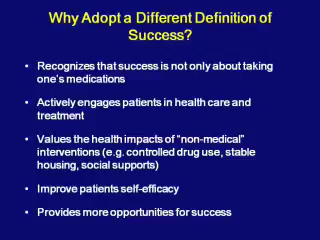 Why Adopt a Different Definition of
Success?
• Recognizes that success is not only about taking
one's medications
• Actively engages patients in health care and
treatment
• Values the health impacts of "non-medical"
interventions (e.g. controlled drug use, stable
housing, social supports)
• Improve patients self-efficacy
• Provides more opportunities for success